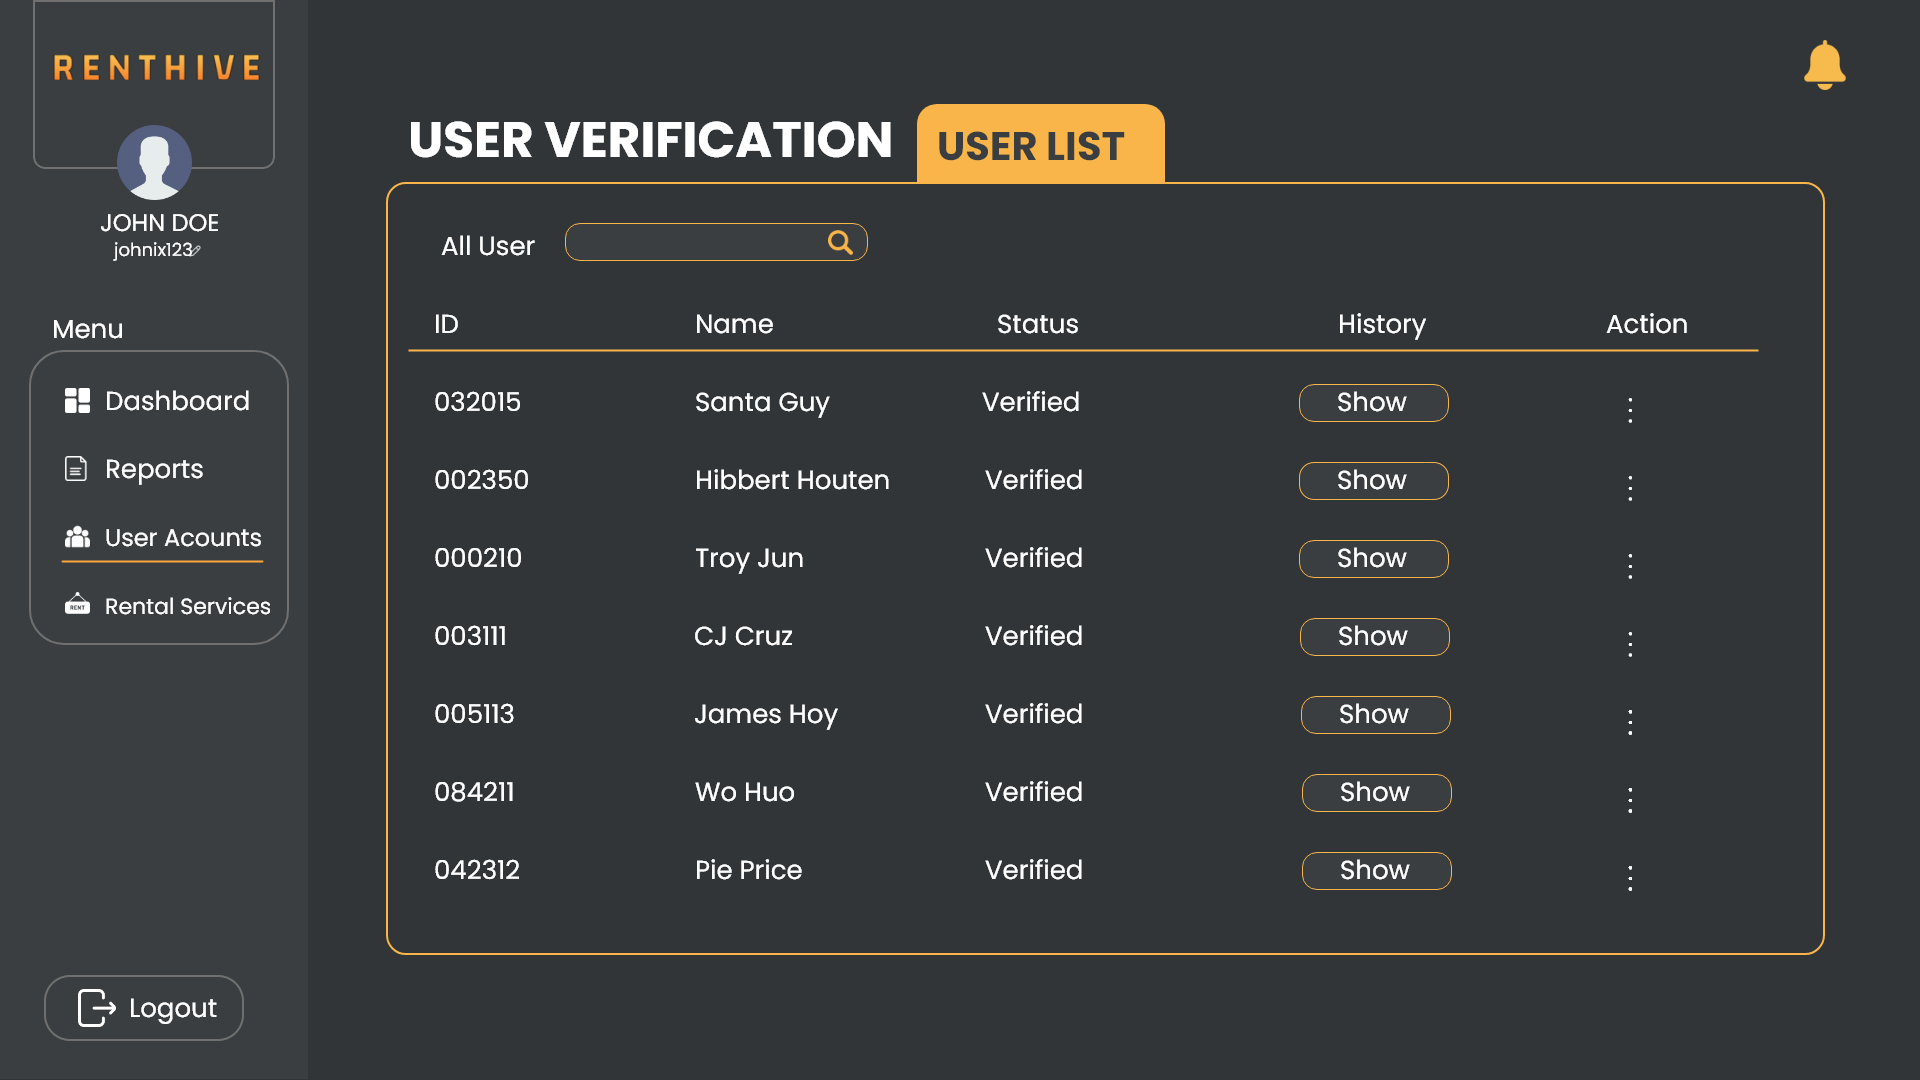 RENTHIVE
JOHN DOE
johnix123
Menu
Dashboard
Reports
User Acounts
RENT
Rental Services
Logout
USER VERIFICATION USER LIST
All User
ID Name Status History Action
032015 Santa Guy Verified Show
002350 Hibbert Houten Verified Show
000210 Troy Jun Verified Show
003111 CJ Cruz Verified Show
005113 James Hoy Verified Show
084211 Wo Huo Verified Show
042312 Pie Price Verified Show